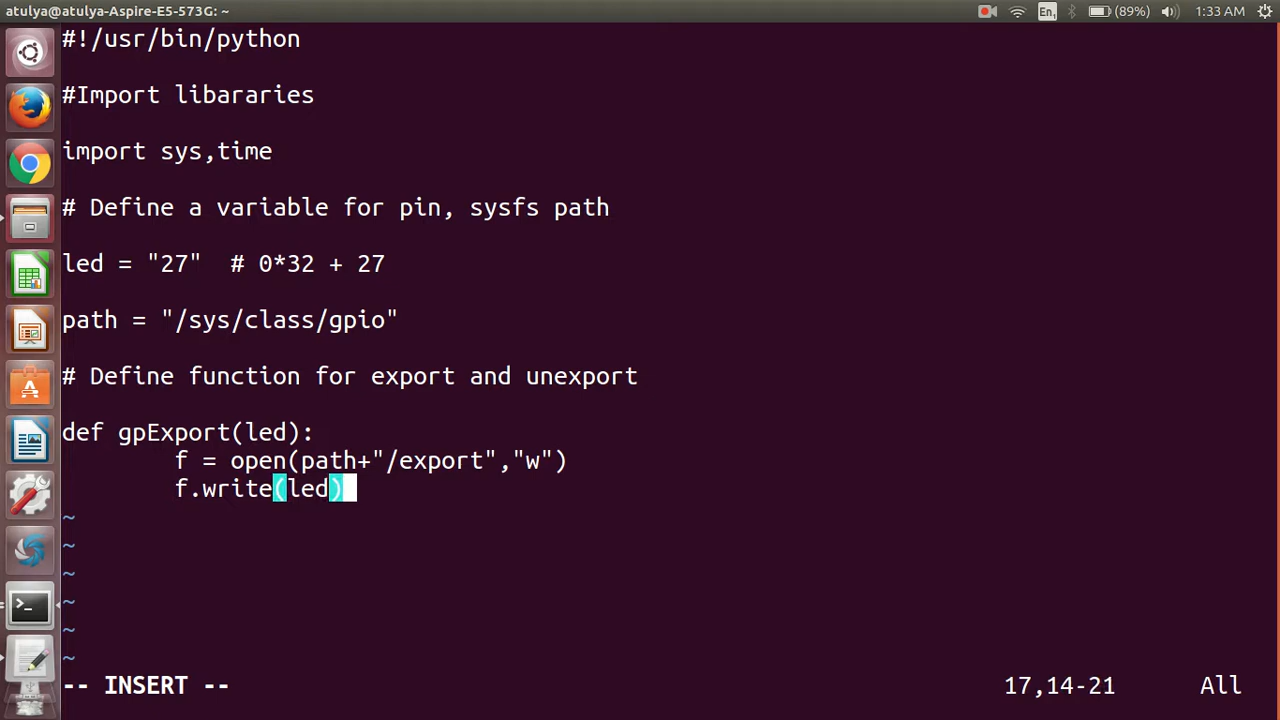 atulya@atulya-Aspire-E5-573G: ~
En1 (89%) 1:33 AM
#!/usr/bin/python
#Import libararies
import sys,time
# Define a variable for pin, sysfs path
led = "27"  # 0*32 + 27
path = "/sys/class/gpio"
# Define function for export and unexport
def gpExport(led):
        f = open(path+"/export","w")
        f.write(led)
~
~
~
~
~
~
-- INSERT -- 17,14-21 All